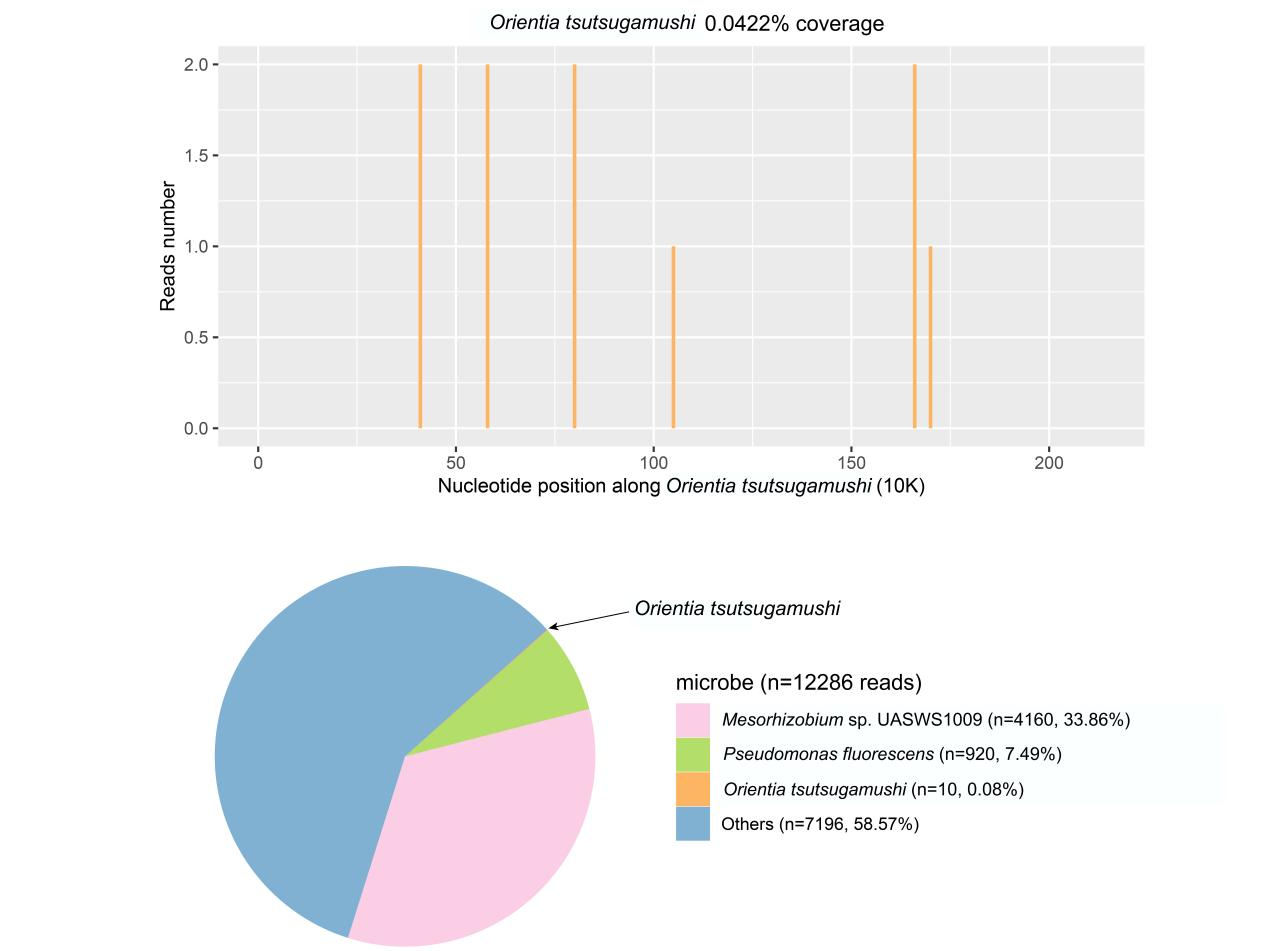 Orientia tsutsugamushi 0.0422% coverage
2.0
1.5
1.0
0.5
0.0
Reads number
0 50 100 150 200
Nucleotide position along Orientia tsutsugamushi (10K)
Orientia tsutsugamushi
microbe (n=12286 reads)
Mesorhizobium sp. UASWS1009 (n=4160, 33.86%)
Pseudomonas fluorescens (n=920, 7.49%)
Orientia tsutsugamushi (n=10, 0.08%)
Others (n=7196, 58.57%)